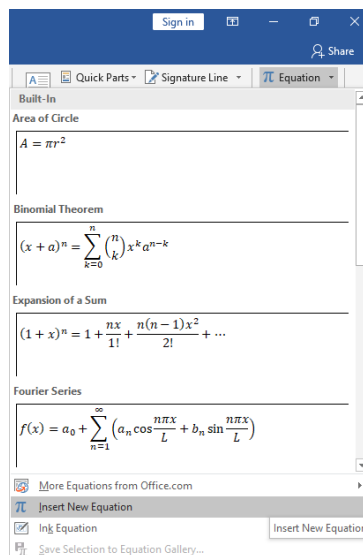 Sign in
Share
A Quick Parts Signature Line π Equation
Built-In
Area of Circle
A = πr²
Binomial Theorem
(x + a)ⁿ = ∑ₖ₌₀ⁿ (n k) xᵏaⁿ⁻ᵏ
Expansion of a Sum
(1 + x)ⁿ = 1 + nx/1! + n(n − 1)x²/2! + ⋯
Fourier Series
f(x) = a₀ + ∑ₙ₌₁^∞ (aₙ cos nπx/L + bₙ sin nπx/L)
More Equations from Office.com
π Insert New Equation
Ink Equation Insert New Equation
Save Selection to Equation Gallery...